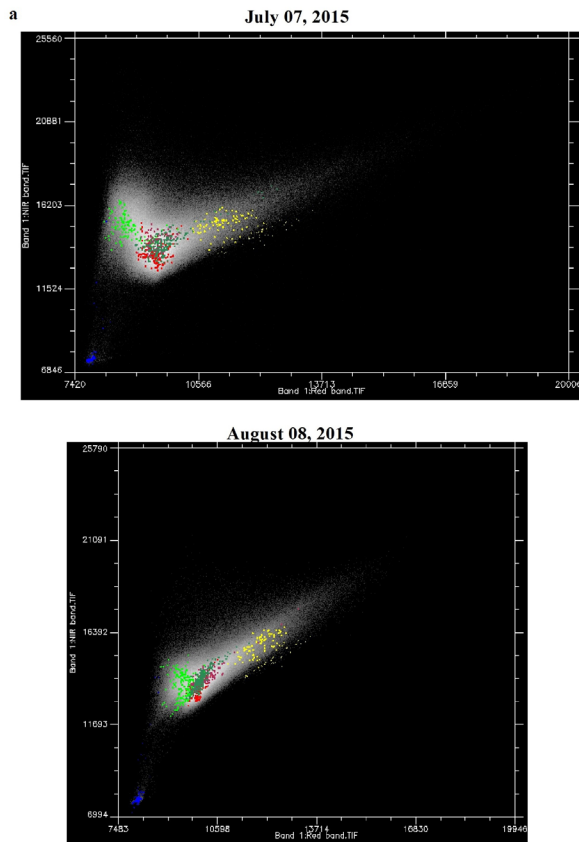 a
July 07, 2015
25560
20881
16203
11524
6846
Band 1:NIR band.TIF
7420 10566 13713 16859 20006
Band 1:Red band.TIF
August 08, 2015
25790
21091
16392
11693
6994
Band 1:NIR band.TIF
7483 10598 13714 16830 19946
Band 1:Red band.TIF